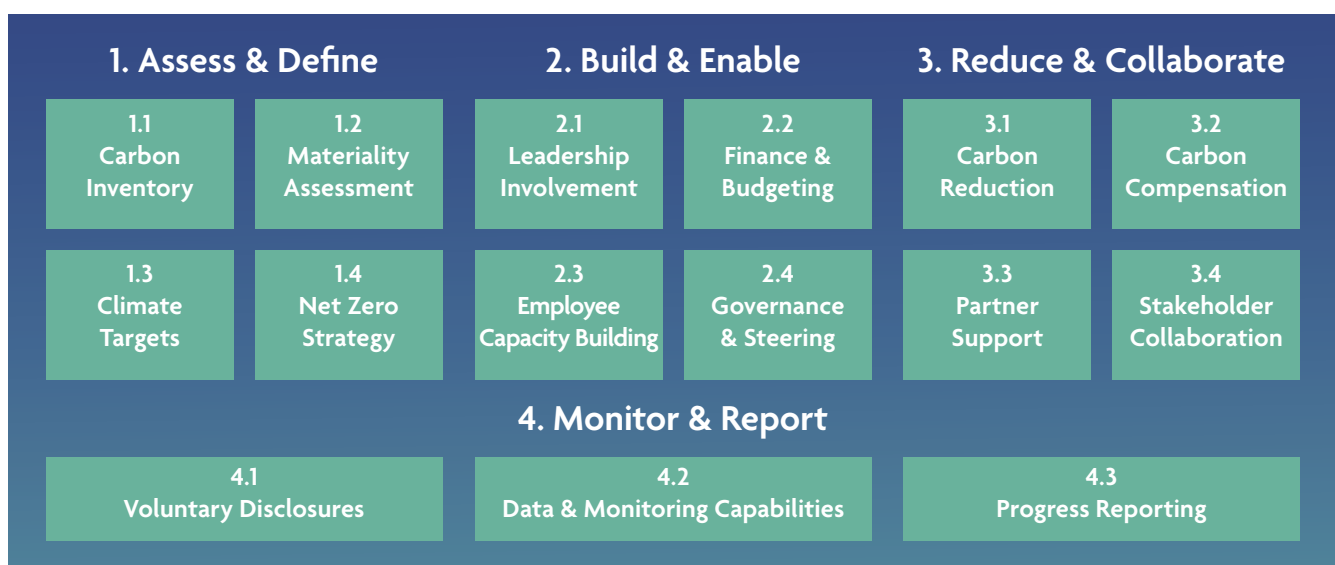 1. Assess & Define
1.1
Carbon
Inventory
1.2
Materiality
Assessment
1.3
Climate
Targets
1.4
Net Zero
Strategy
2. Build & Enable
2.1
Leadership
Involvement
2.2
Finance &
Budgeting
2.3
Employee
Capacity Building
2.4
Governance
& Steering
3. Reduce & Collaborate
3.1
Carbon
Reduction
3.2
Carbon
Compensation
3.3
Partner
Support
3.4
Stakeholder
Collaboration
4. Monitor & Report
4.1
Voluntary Disclosures
4.2
Data & Monitoring Capabilities
4.3
Progress Reporting